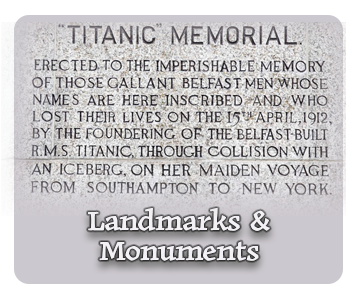 "TITANIC" MEMORIAL.
ERECTED TO THE IMPERISHABLE MEMORY
OF THOSE GALLANT BELFAST MEN WHOSE
NAMES ARE HERE INSCRIBED AND WHO
LOST THEIR LIVES ON THE 15TH APRIL, 1912,
BY THE FOUNDERING OF THE BELFAST-BUILT
R.M.S. TITANIC, THROUGH COLLISION WITH
AN ICEBERG, ON HER MAIDEN VOYAGE
FROM SOUTHAMPTON TO NEW YORK.
Landmarks &
Monuments